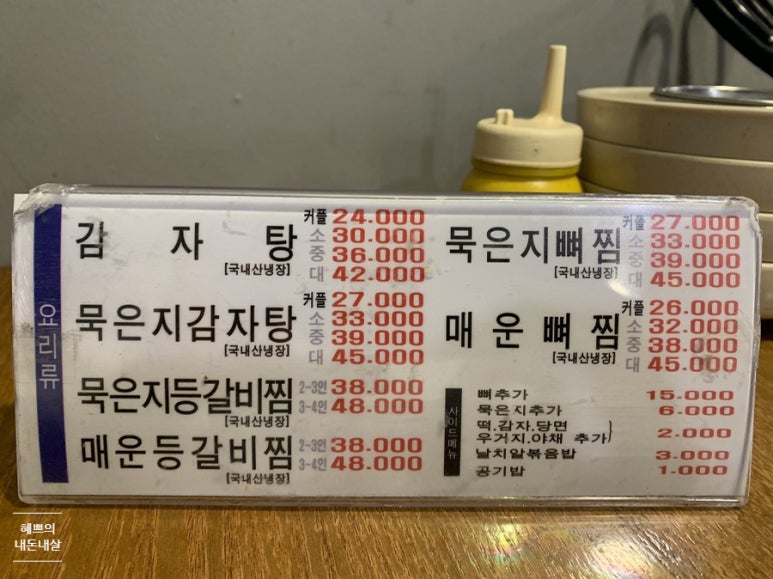 요리류
감자탕
[국내산냉장]
커플 24.000
소 30.000
중 36.000
대 42.000
묵은지감자탕
[국내산냉장]
커플 27.000
소 33.000
중 39.000
대 45.000
묵은지등갈비찜
[국내산냉장]
2~3인 38.000
3~4인 48.000
매운등갈비찜
[국내산냉장]
2~3인 38.000
3~4인 48.000
묵은지뼈찜
[국내산냉장]
커플 27.000
소 33.000
중 39.000
대 45.000
매운뼈찜
[국내산냉장]
커플 26.000
소 32.000
중 38.000
대 45.000
사이드메뉴
뼈추가 15.000
묵은지추가 6.000
떡.감자.당면
우거지.야채 추가} 2.000
날치알볶음밥 3.000
공기밥 1.000
혜쁘의
내돈내살